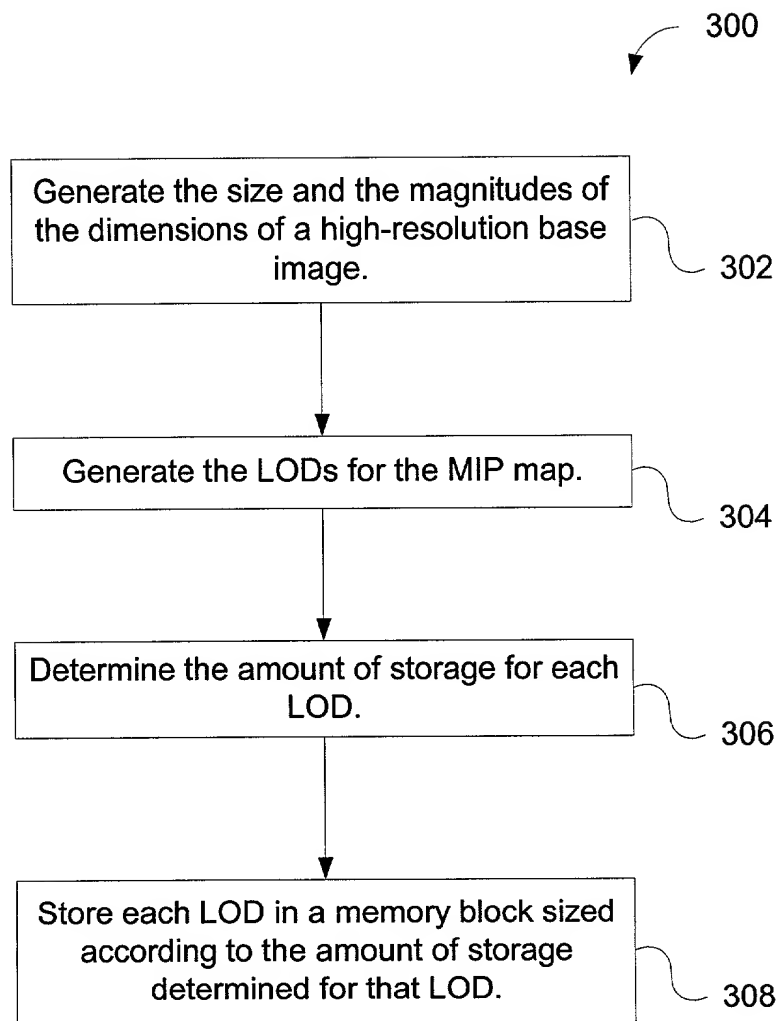 300
Generate the size and the magnitudes of
the dimensions of a high-resolution base
image.
302
Generate the LODs for the MIP map.
304
Determine the amount of storage for each
LOD.
306
Store each LOD in a memory block sized
according to the amount of storage
determined for that LOD.
308